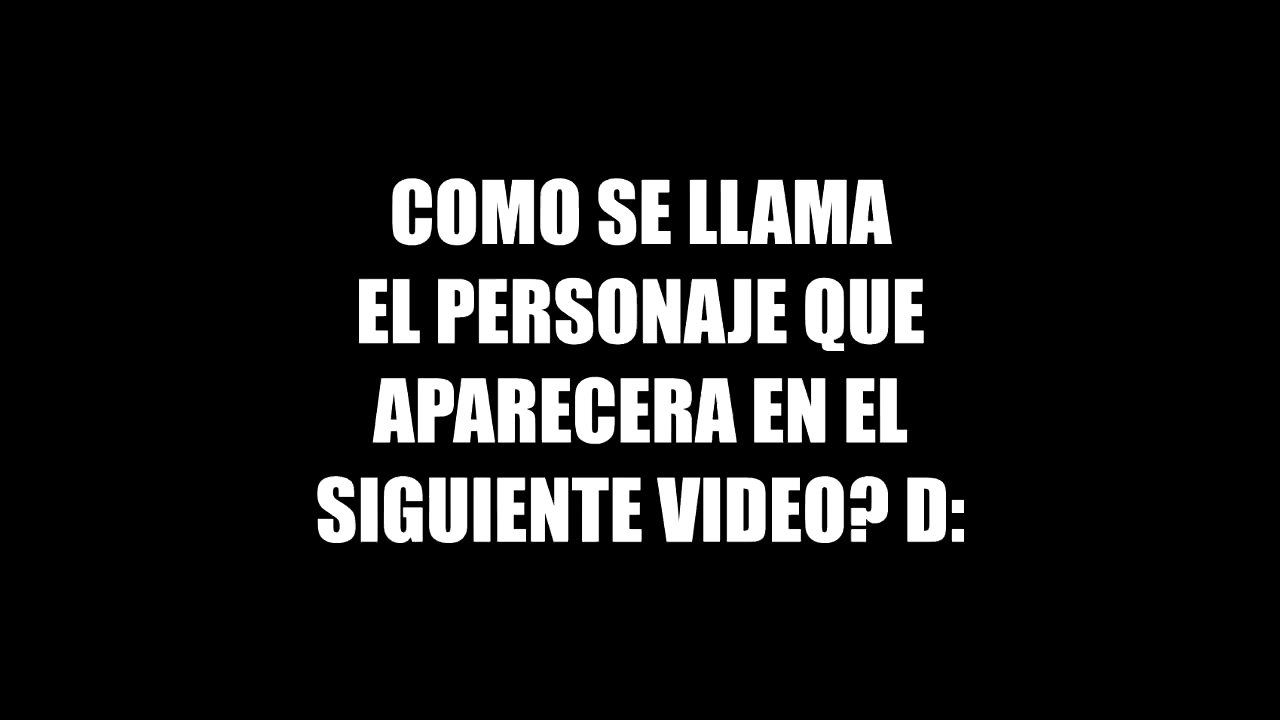 COMO SE LLAMA
EL PERSONAJE QUE
APARECERA EN EL
SIGUIENTE VIDEO? D: